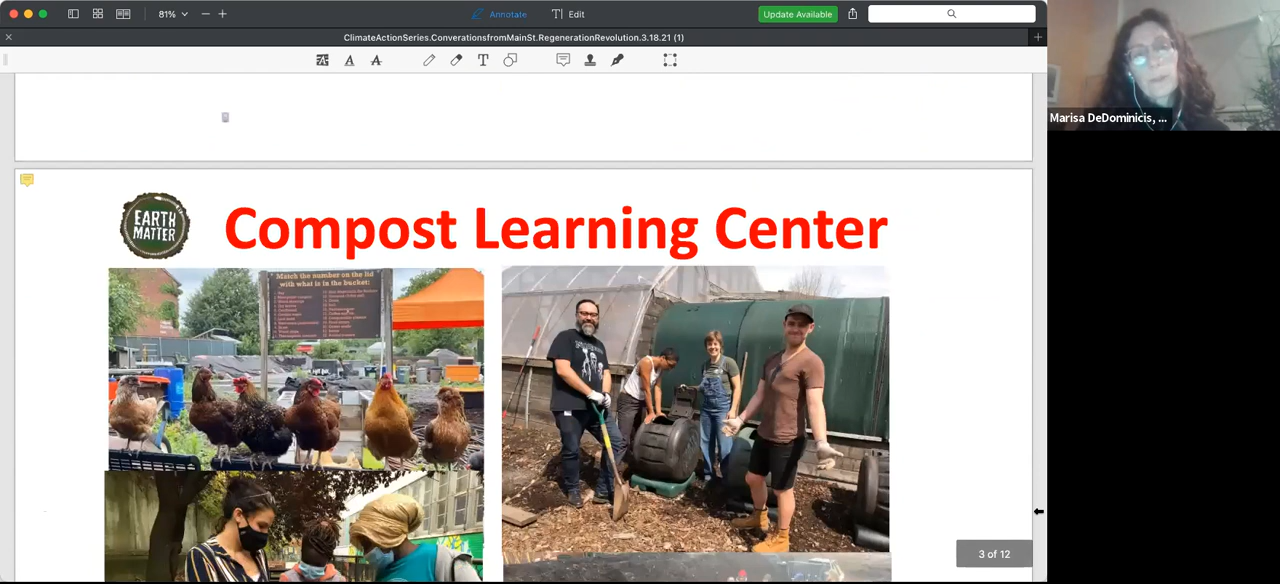 81%
Annotate
T Edit
Update Available
ClimateActionSeries.ConverationsfromMainSt.RegenerationRevolution.3.18.21 (1)
Marisa DeDominicis, ...
EARTH
MATTER
Compost Learning Center
Match the number on the lid
with what is in the bucket:
3 of 12